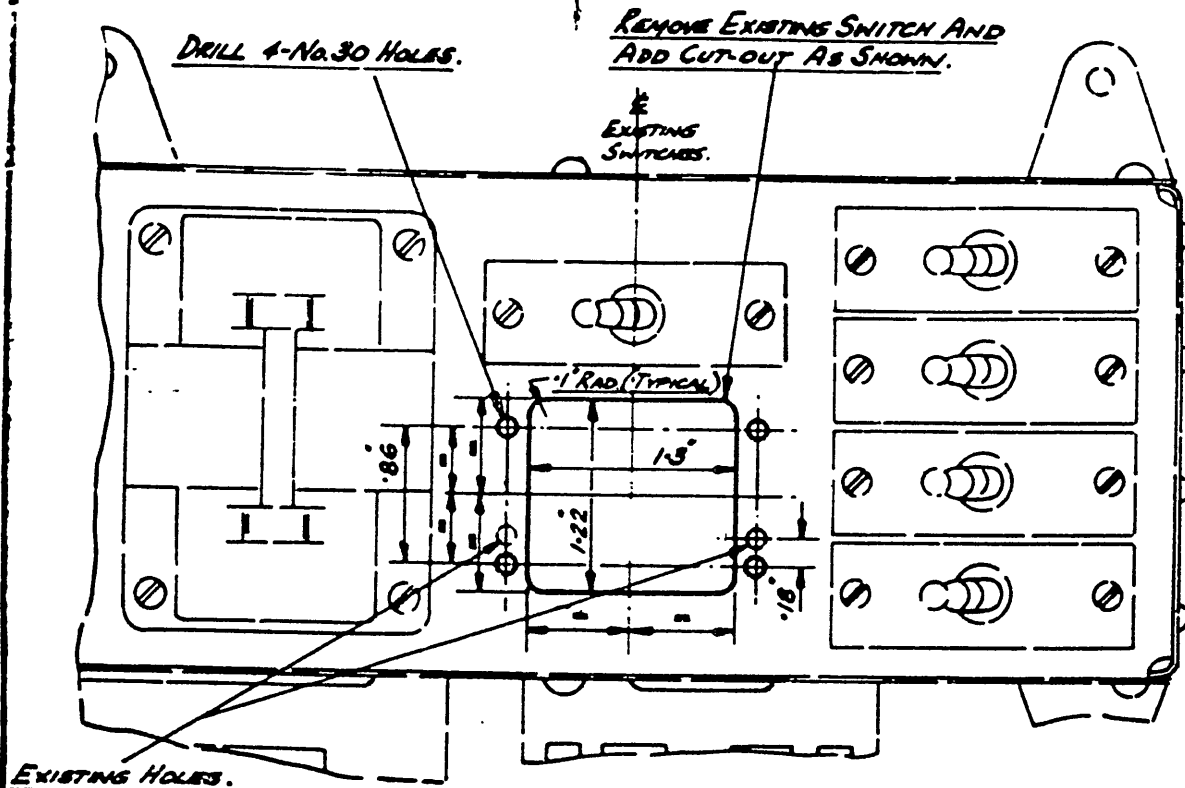 REMOVE EXISTING SWITCH AND
ADD CUT-OUT AS SHOWN.
DRILL 4-NO.30 HOLES.
℄
EXISTING
SWITCHES.
·1" RAD. (TYPICAL)
·86"
=
=
1·3"
=
=
1·22"
·18"
=
=
EXISTING HOLES.